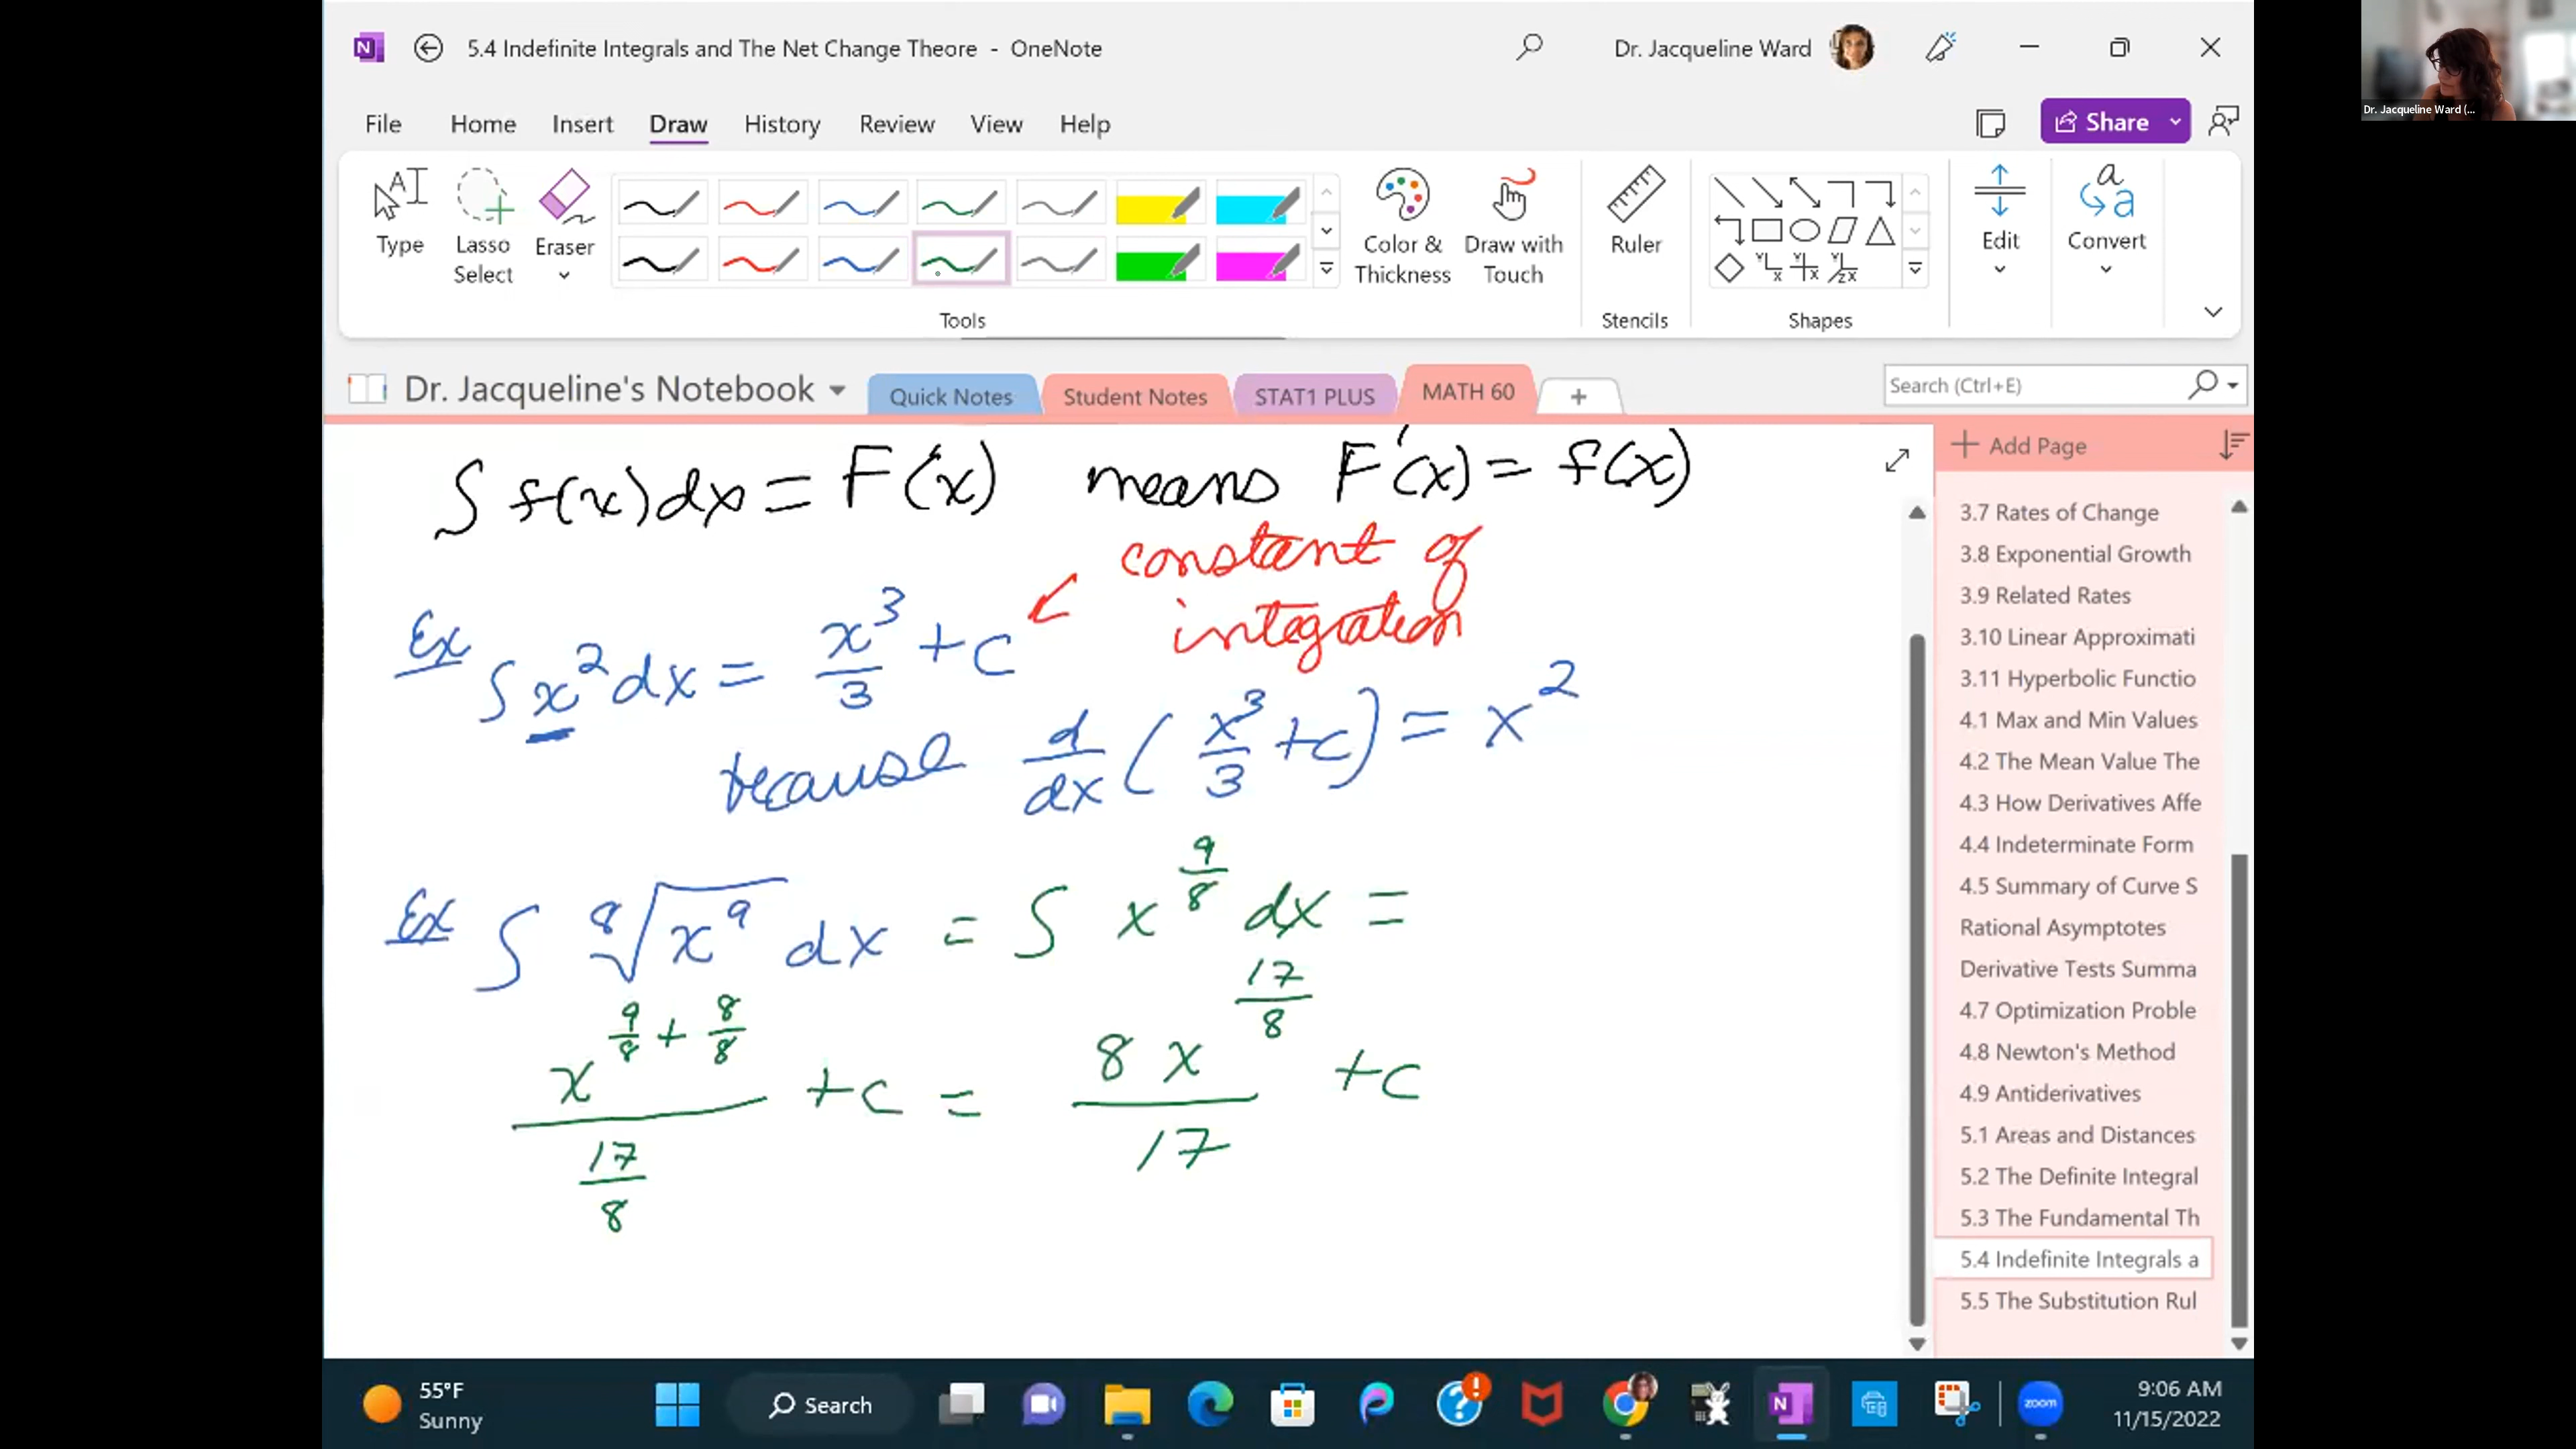 5.4 Indefinite Integrals and The Net Change Theore - OneNote
Dr. Jacqueline Ward
Dr. Jacqueline Ward (...
File Home Insert Draw History Review View Help
Share
Type
Lasso Select
Eraser
Color & Thickness
Draw with Touch
Ruler
Edit
Convert
Tools
Stencils
Shapes
Dr. Jacqueline's Notebook
Quick Notes
Student Notes
STAT1 PLUS
MATH 60
+
Search (Ctrl+E)
∫ f(x) dx = F(x) means F'(x) = f(x)
constant of
integration
Ex ∫ x^2 dx = x^3/3 + c
because d/dx ( x^3/3 + c ) = x^2
Ex ∫ ⁸√(x^9) dx = ∫ x^(9/8) dx =
x^(9/8 + 8/8) / (17/8) + c = 8x^(17/8) / 17 + c
+ Add Page
3.7 Rates of Change
3.8 Exponential Growth
3.9 Related Rates
3.10 Linear Approximati
3.11 Hyperbolic Functio
4.1 Max and Min Values
4.2 The Mean Value The
4.3 How Derivatives Affe
4.4 Indeterminate Form
4.5 Summary of Curve S
Rational Asymptotes
Derivative Tests Summa
4.7 Optimization Proble
4.8 Newton's Method
4.9 Antiderivatives
5.1 Areas and Distances
5.2 The Definite Integral
5.3 The Fundamental Th
5.4 Indefinite Integrals a
5.5 The Substitution Rul
55°F
Sunny
Search
zoom
9:06 AM
11/15/2022